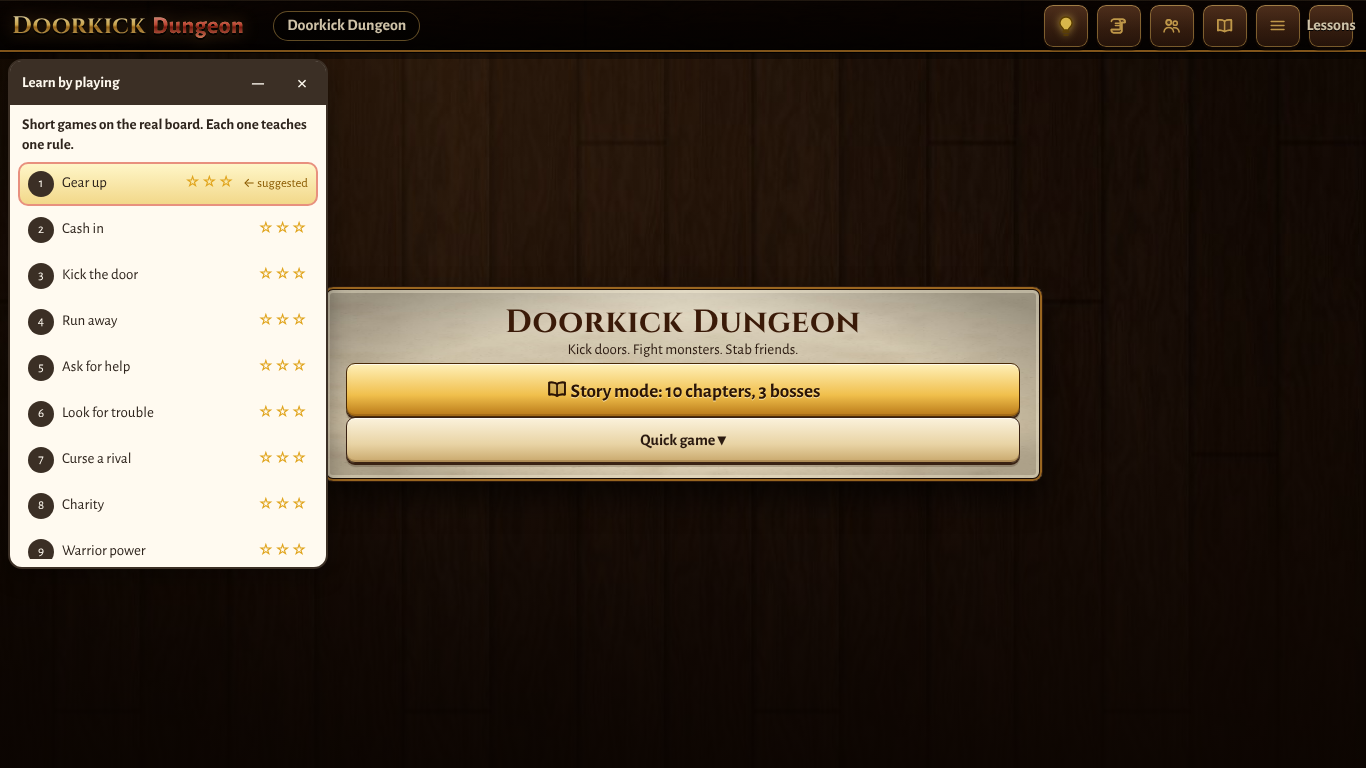 Doorkick Dungeon
Doorkick Dungeon
Lessons
Learn by playing
Short games on the real board. Each one teaches
one rule.
1 Gear up ☆ ☆ ☆ ← suggested
2 Cash in ☆ ☆ ☆
3 Kick the door ☆ ☆ ☆
4 Run away ☆ ☆ ☆
5 Ask for help ☆ ☆ ☆
6 Look for trouble ☆ ☆ ☆
7 Curse a rival ☆ ☆ ☆
8 Charity ☆ ☆ ☆
9 Warrior power ☆ ☆ ☆
Doorkick Dungeon
Kick doors. Fight monsters. Stab friends.
Story mode: 10 chapters, 3 bosses
Quick game ▾